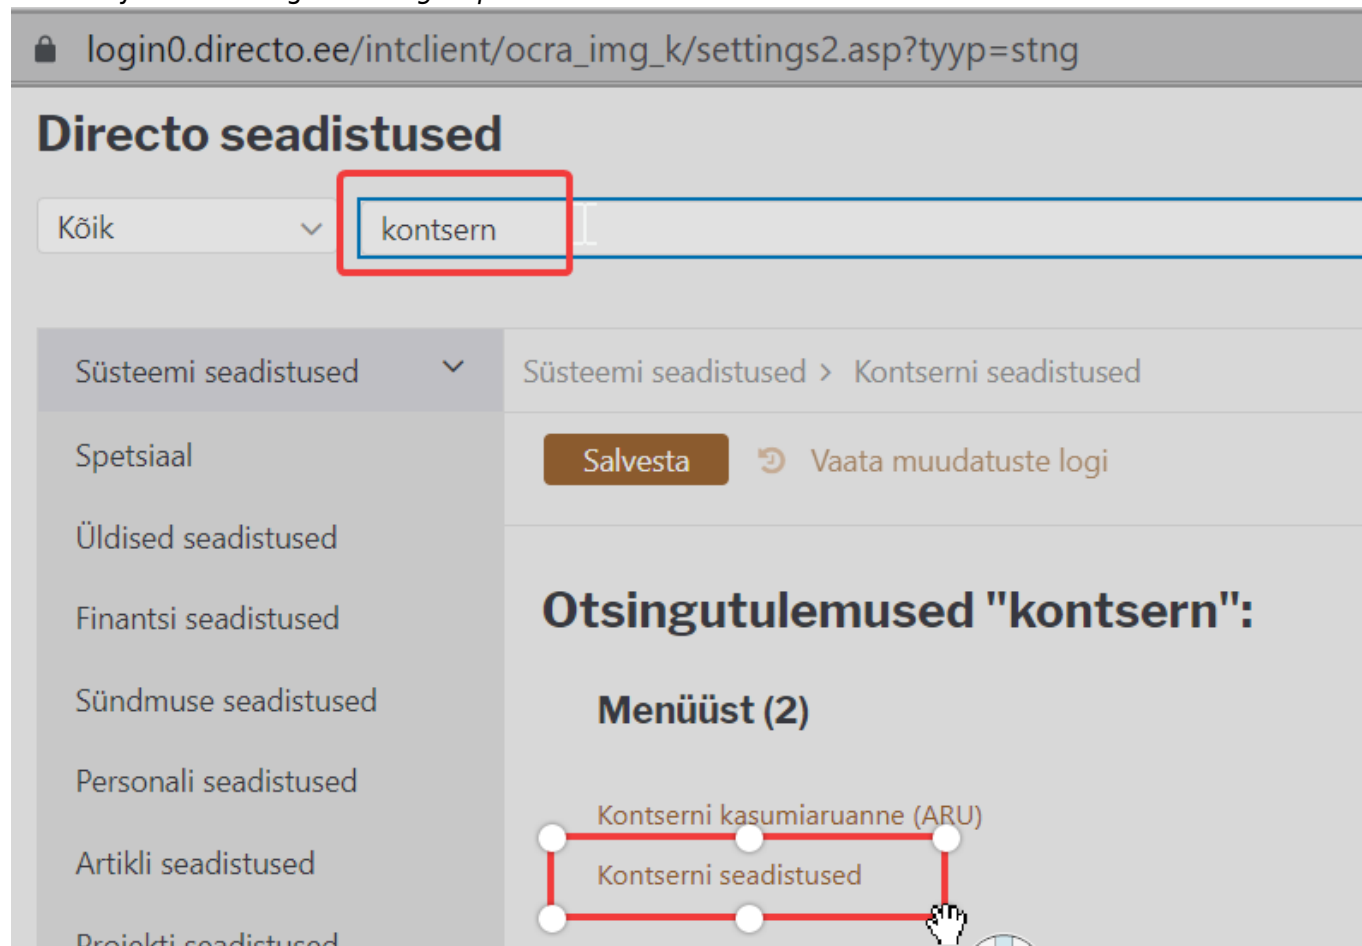 login0.directo.ee/intclient/ocra_img_k/settings2.asp?tyyp=stng
Directo seadistused
Kõik
kontsern
Süsteemi seadistused
Süsteemi seadistused > Kontserni seadistused
Spetsiaal
Salvesta
Vaata muudatuste logi
Üldised seadistused
Finantsi seadistused
Otsingutulemused "kontsern":
Sündmuse seadistused
Menüüst (2)
Personali seadistused
Kontserni kasumiaruanne (ARU)
Artikli seadistused
Kontserni seadistused
Projekti seadistused